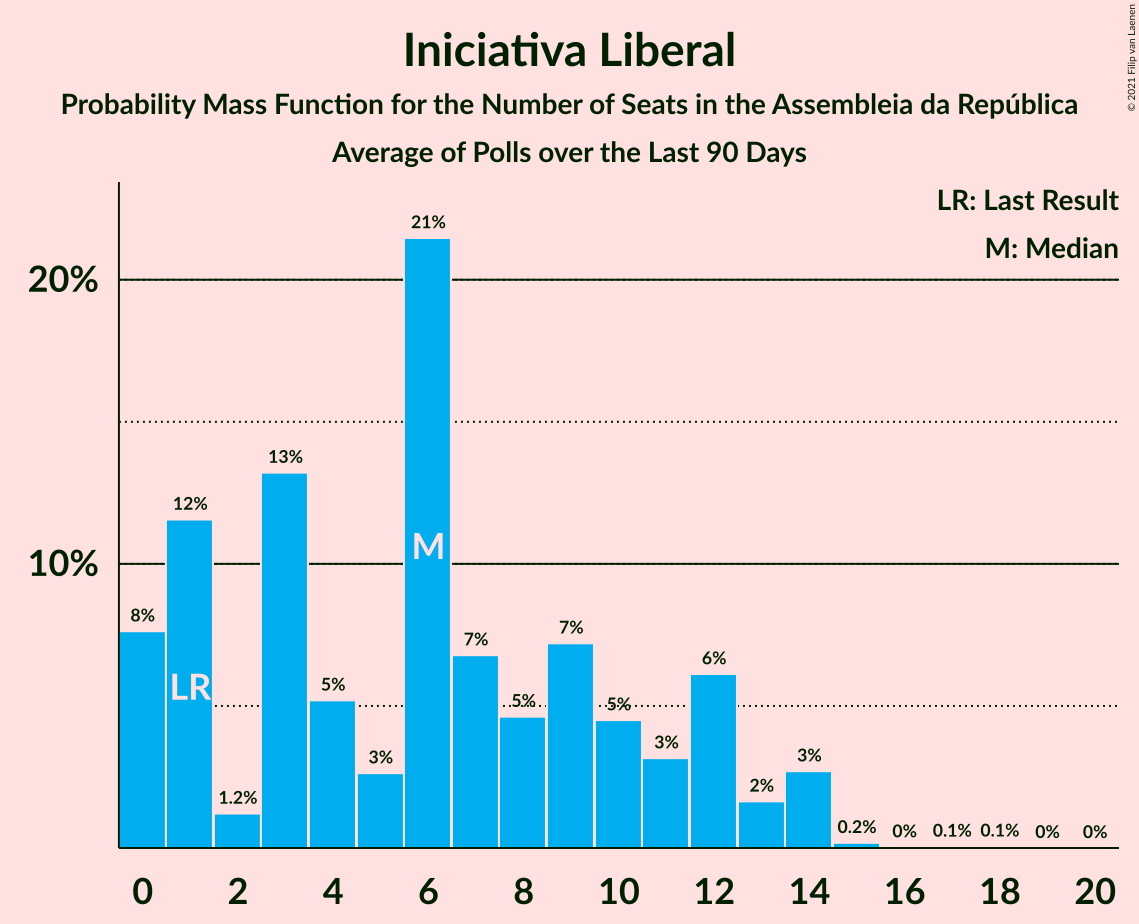 Iniciativa Liberal
Probability Mass Function for the Number of Seats in the Assembleia da República
Average of Polls over the Last 90 Days
© 2021 Filip van Laenen
LR: Last Result
M: Median
20%
10%
8%
12%
1.2%
13%
5%
3%
21%
7%
5%
7%
5%
3%
6%
2%
3%
0.2%
0%
0.1%
0.1%
0%
0%
LR
M
0 2 4 6 8 10 12 14 16 18 20